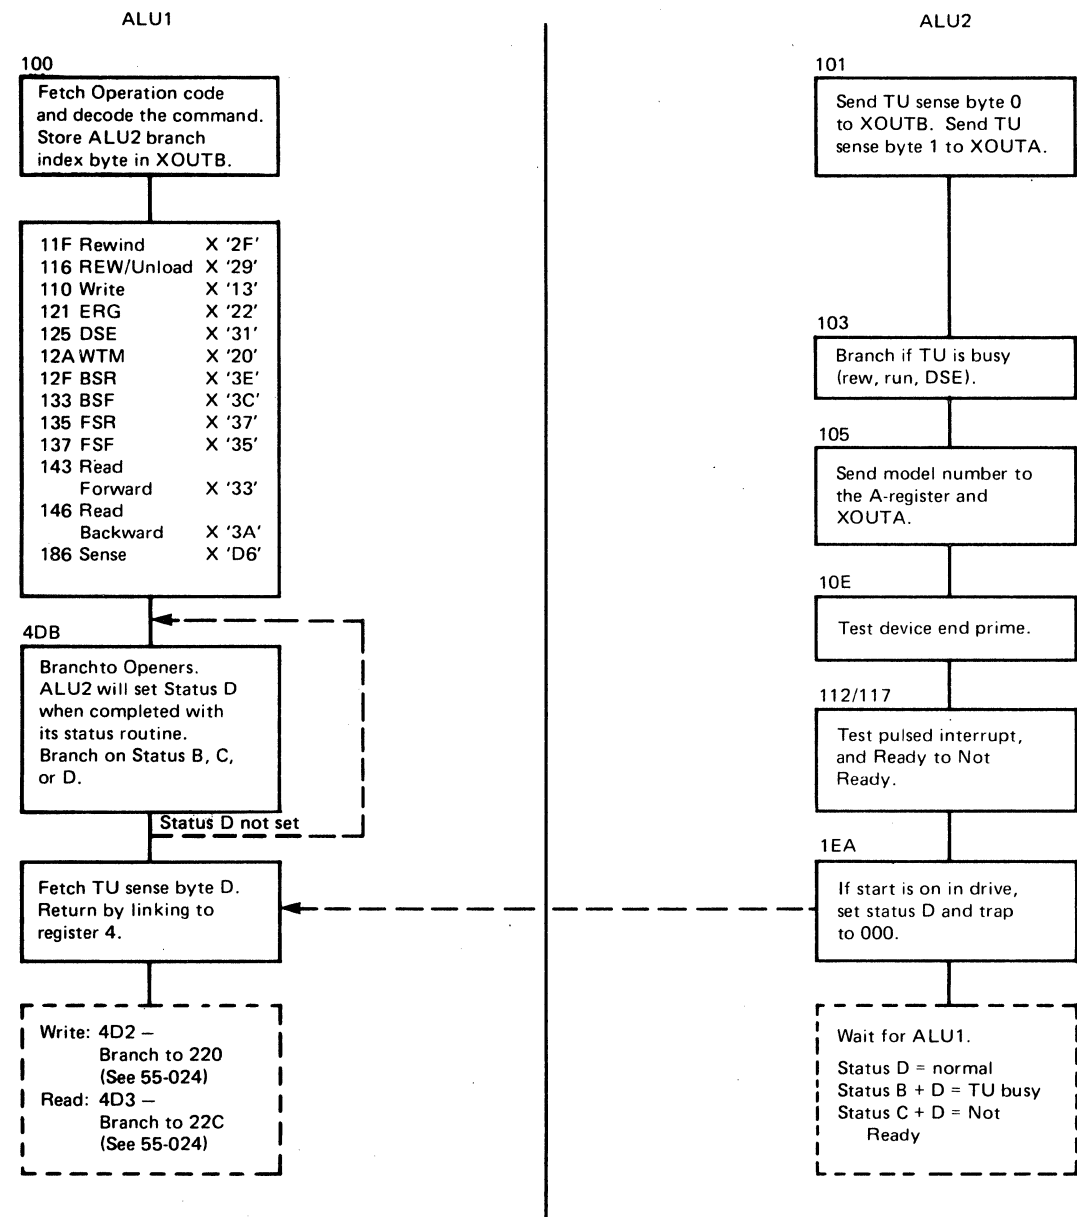 ALU1
100
Fetch Operation code
and decode the command.
Store ALU2 branch
index byte in XOUTB.
11F Rewind X '2F'
116 REW/Unload X '29'
110 Write X '13'
121 ERG X '22'
125 DSE X '31'
12A WTM X '20'
12F BSR X '3E'
133 BSF X '3C'
135 FSR X '37'
137 FSF X '35'
143 Read
Forward X '33'
146 Read
Backward X '3A'
186 Sense X 'D6'
4DB
Branchto Openers.
ALU2 will set Status D
when completed with
its status routine.
Branch on Status B, C,
or D.
Status D not set
Fetch TU sense byte D.
Return by linking to
register 4.
Write: 4D2 –
Branch to 220
(See 55-024)
Read: 4D3 –
Branch to 22C
(See 55-024)
ALU2
101
Send TU sense byte 0
to XOUTB. Send TU
sense byte 1 to XOUTA.
103
Branch if TU is busy
(rew, run, DSE).
105
Send model number to
the A-register and
XOUTA.
10E
Test device end prime.
112/117
Test pulsed interrupt,
and Ready to Not
Ready.
1EA
If start is on in drive,
set status D and trap
to 000.
Wait for ALU1.
Status D = normal
Status B + D = TU busy
Status C + D = Not
Ready